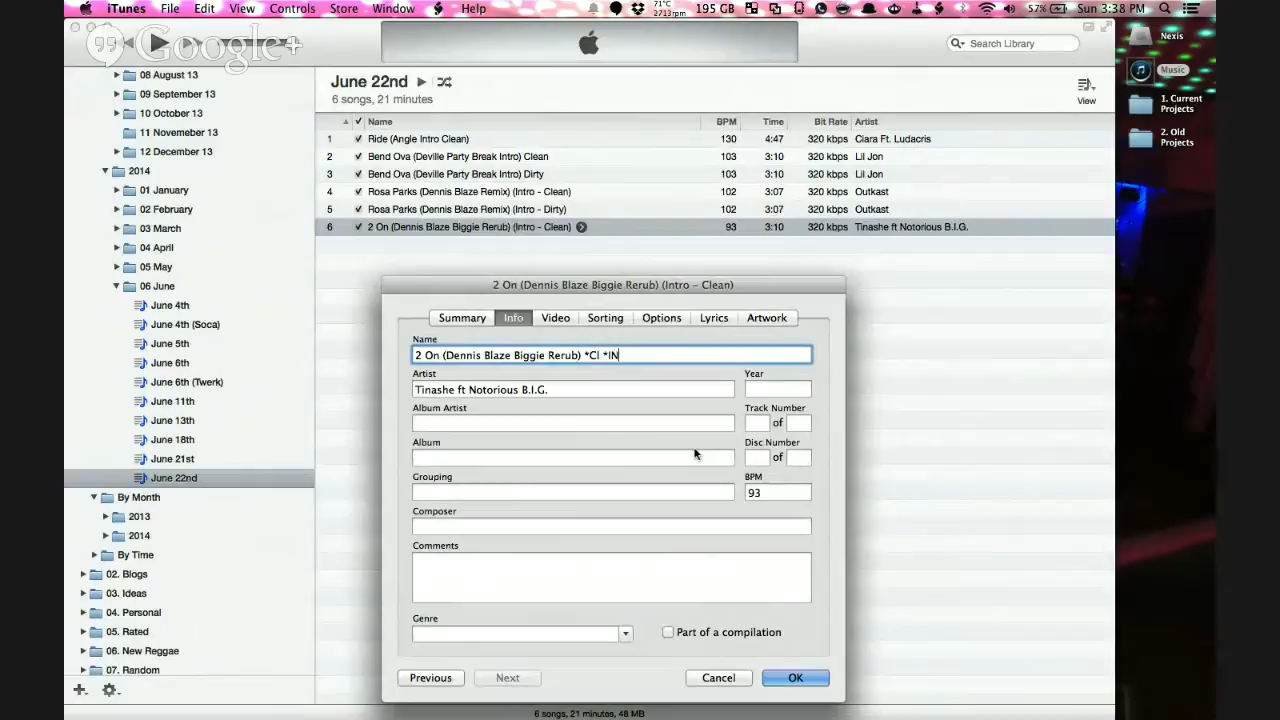 iTunes File Edit View Controls Store Window Help 71°C 2713rpm 195 GB 57% Sun 3:38 PM
Google+
Search Library
Nexis
Music
1. Current Projects
2. Old Projects
08 August 13
09 September 13
10 October 13
11 Novemeber 13
12 December 13
2014
01 January
02 February
03 March
04 April
05 May
06 June
June 4th
June 4th (Soca)
June 5th
June 6th
June 6th (Twerk)
June 11th
June 13th
June 18th
June 21st
June 22nd
By Month
2013
2014
By Time
02. Blogs
03. Ideas
04. Personal
05. Rated
06. New Reggae
07. Random
June 22nd
6 songs, 21 minutes
View
Name BPM Time Bit Rate Artist
1 Ride (Angle Intro Clean) 130 4:47 320 kbps Ciara Ft. Ludacris
2 Bend Ova (Deville Party Break Intro) Clean 103 3:10 320 kbps Lil Jon
3 Bend Ova (Deville Party Break Intro) Dirty 103 3:10 320 kbps Lil Jon
4 Rosa Parks (Dennis Blaze Remix) (Intro - Clean) 102 3:07 320 kbps Outkast
5 Rosa Parks (Dennis Blaze Remix) (Intro - Dirty) 102 3:07 320 kbps Outkast
6 2 On (Dennis Blaze Biggie Rerub) (Intro - Clean) 93 3:10 320 kbps Tinashe ft Notorious B.I.G.
2 On (Dennis Blaze Biggie Rerub) (Intro - Clean)
Summary Info Video Sorting Options Lyrics Artwork
Name
2 On (Dennis Blaze Biggie Rerub) *Cl *IN
Artist Year
Tinashe ft Notorious B.I.G.
Album Artist Track Number
of
Album Disc Number
of
Grouping BPM
93
Composer
Comments
Genre
Part of a compilation
Previous Next Cancel OK
6 songs, 21 minutes, 48 MB